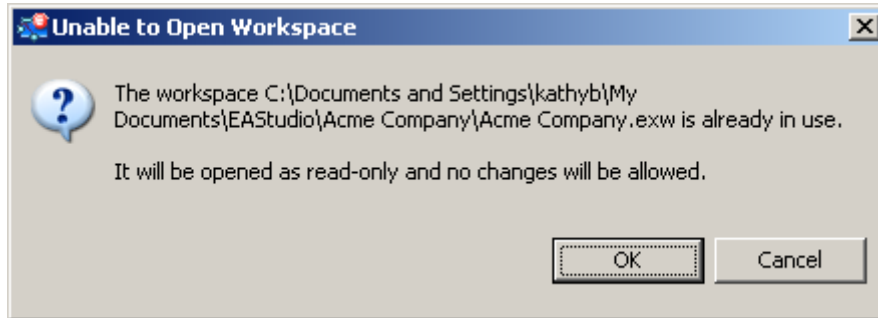 Unable to Open Workspace
The workspace C:\Documents and Settings\kathyb\My
Documents\EAStudio\Acme Company\Acme Company.exw is already in use.
It will be opened as read-only and no changes will be allowed.
OK Cancel